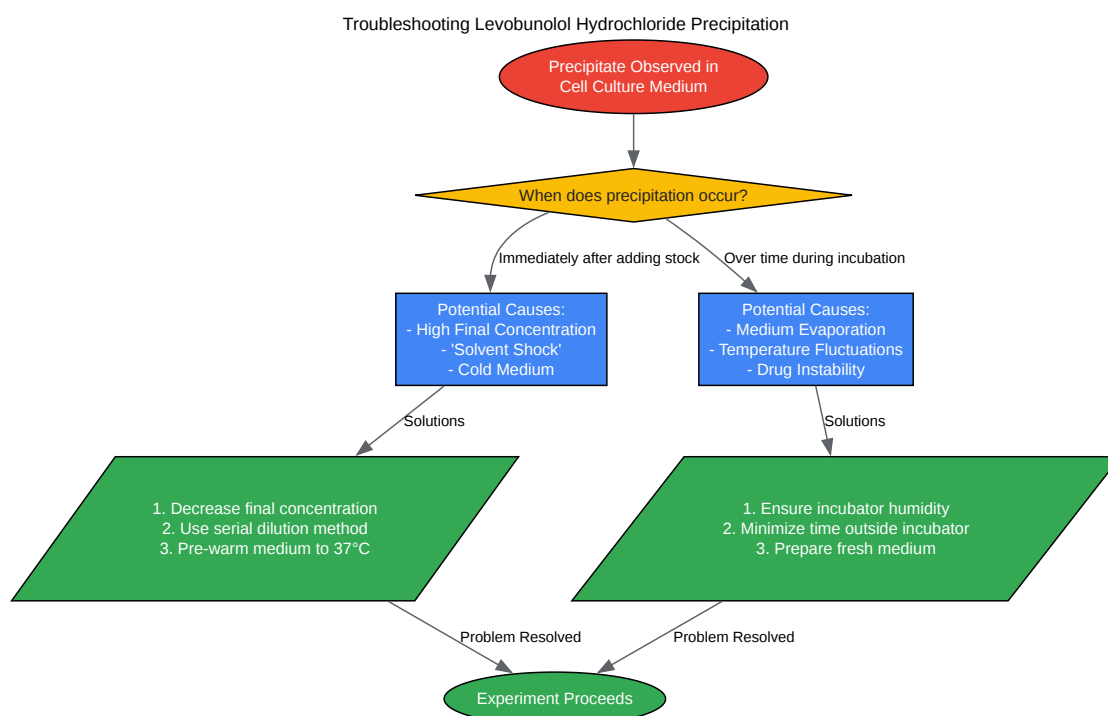 Troubleshooting Levobunolol Hydrochloride Precipitation
Precipitate Observed in
Cell Culture Medium
When does precipitation occur?
Immediately after adding stock
Over time during incubation
Potential Causes:
- High Final Concentration
- 'Solvent Shock'
- Cold Medium
Potential Causes:
- Medium Evaporation
- Temperature Fluctuations
- Drug Instability
Solutions
Solutions
1. Decrease final concentration
2. Use serial dilution method
3. Pre-warm medium to 37°C
1. Ensure incubator humidity
2. Minimize time outside incubator
3. Prepare fresh medium
Problem Resolved
Problem Resolved
Experiment Proceeds